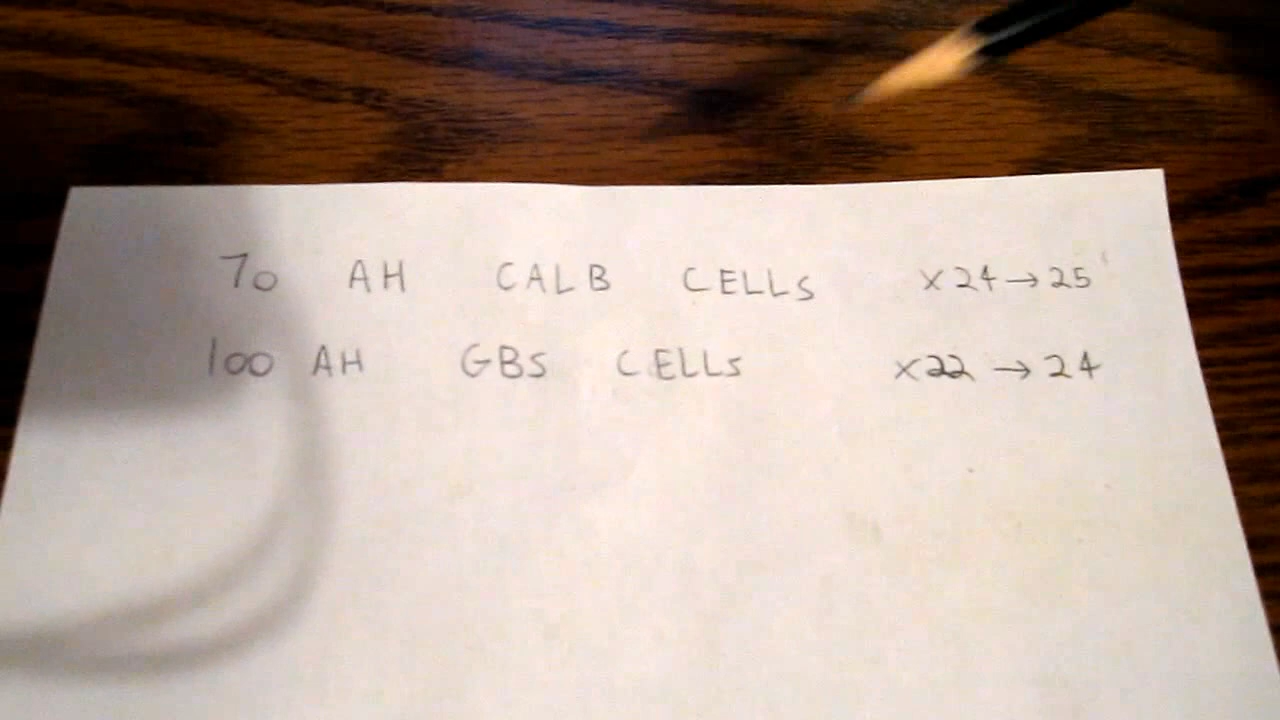 70 AH CALB CELLS x24→25
100 AH GBS CELLS x22→24